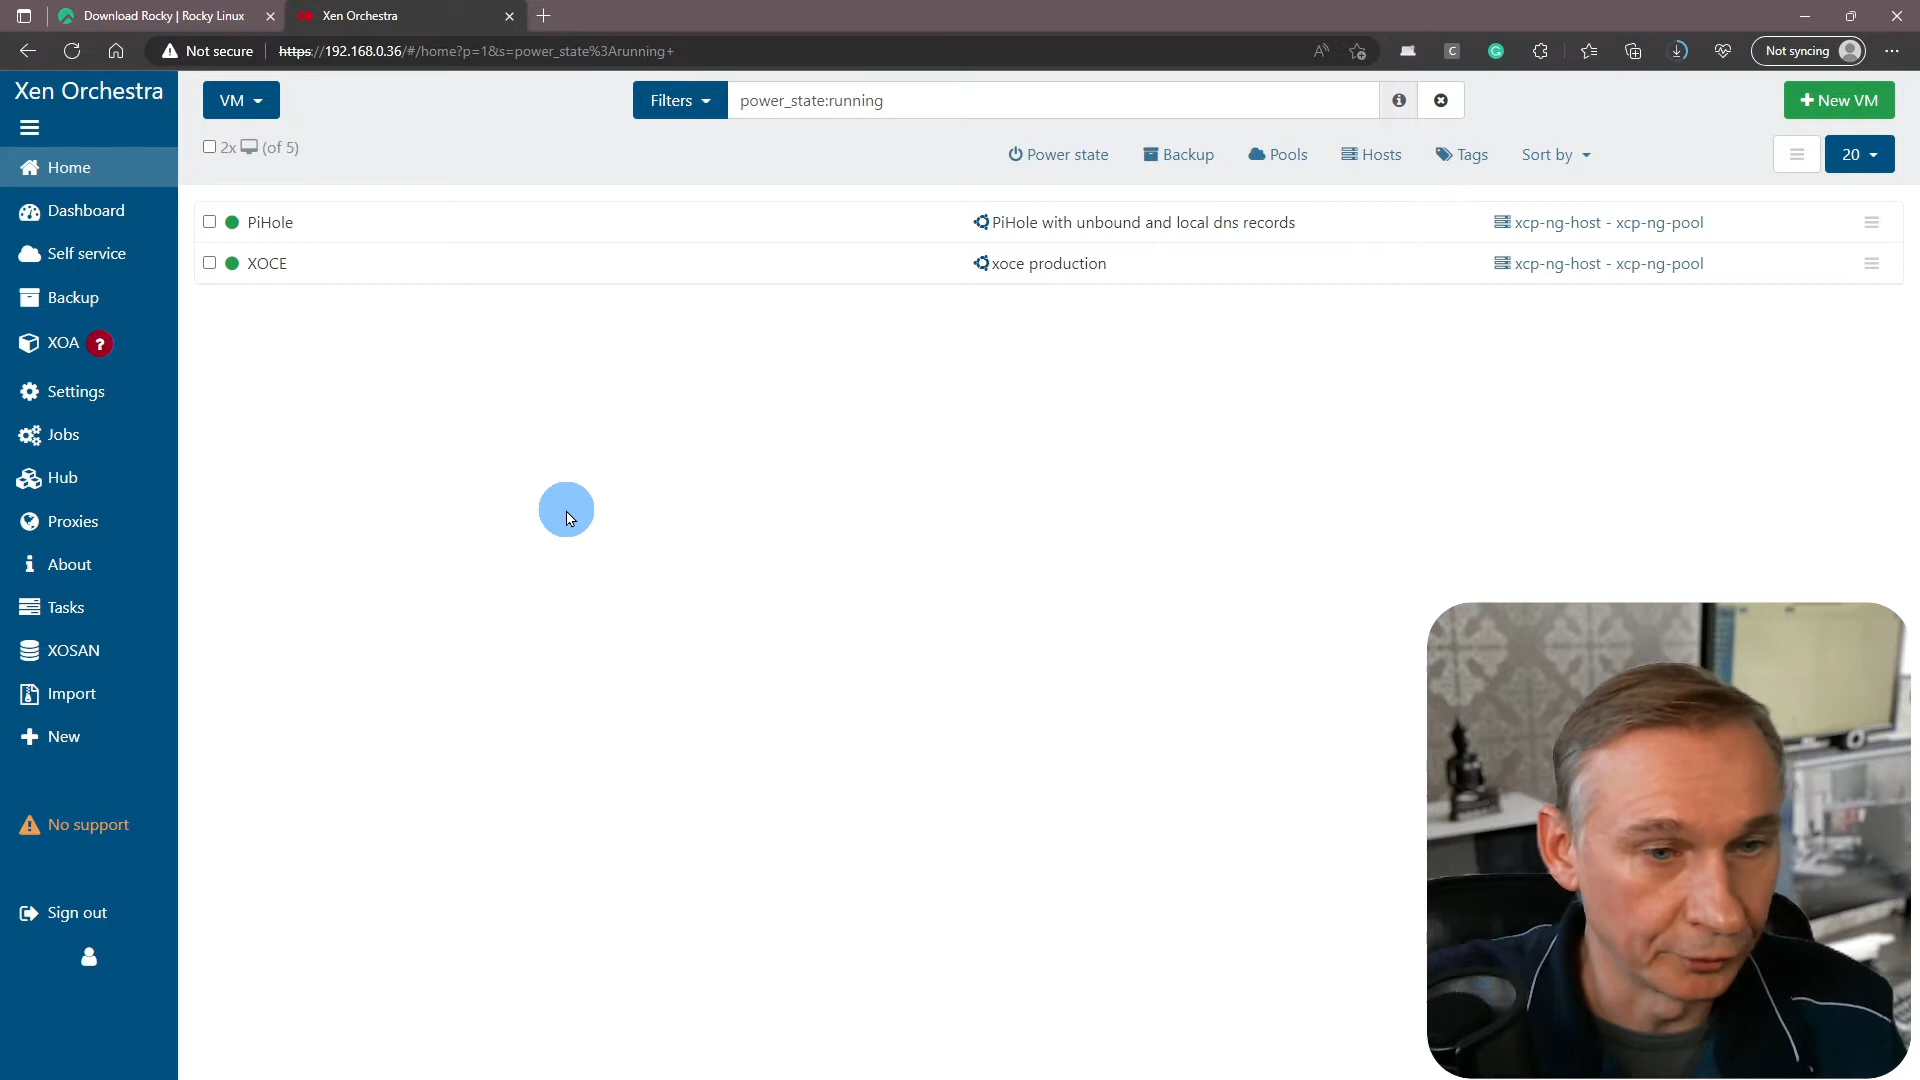 Download Rocky | Rocky Linux
Xen Orchestra
Not secure
https://192.168.0.36/#/home?p=1&s=power_state%3Arunning+
Not syncing
Xen Orchestra
VM
Filters
power_state:running
New VM
2x (of 5)
Power state
Backup
Pools
Hosts
Tags
Sort by
20
Home
Dashboard
Self service
Backup
XOA ?
Settings
Jobs
Hub
Proxies
About
Tasks
XOSAN
Import
New
No support
Sign out
PiHole
PiHole with unbound and local dns records
xcp-ng-host - xcp-ng-pool
XOCE
xoce production
xcp-ng-host - xcp-ng-pool